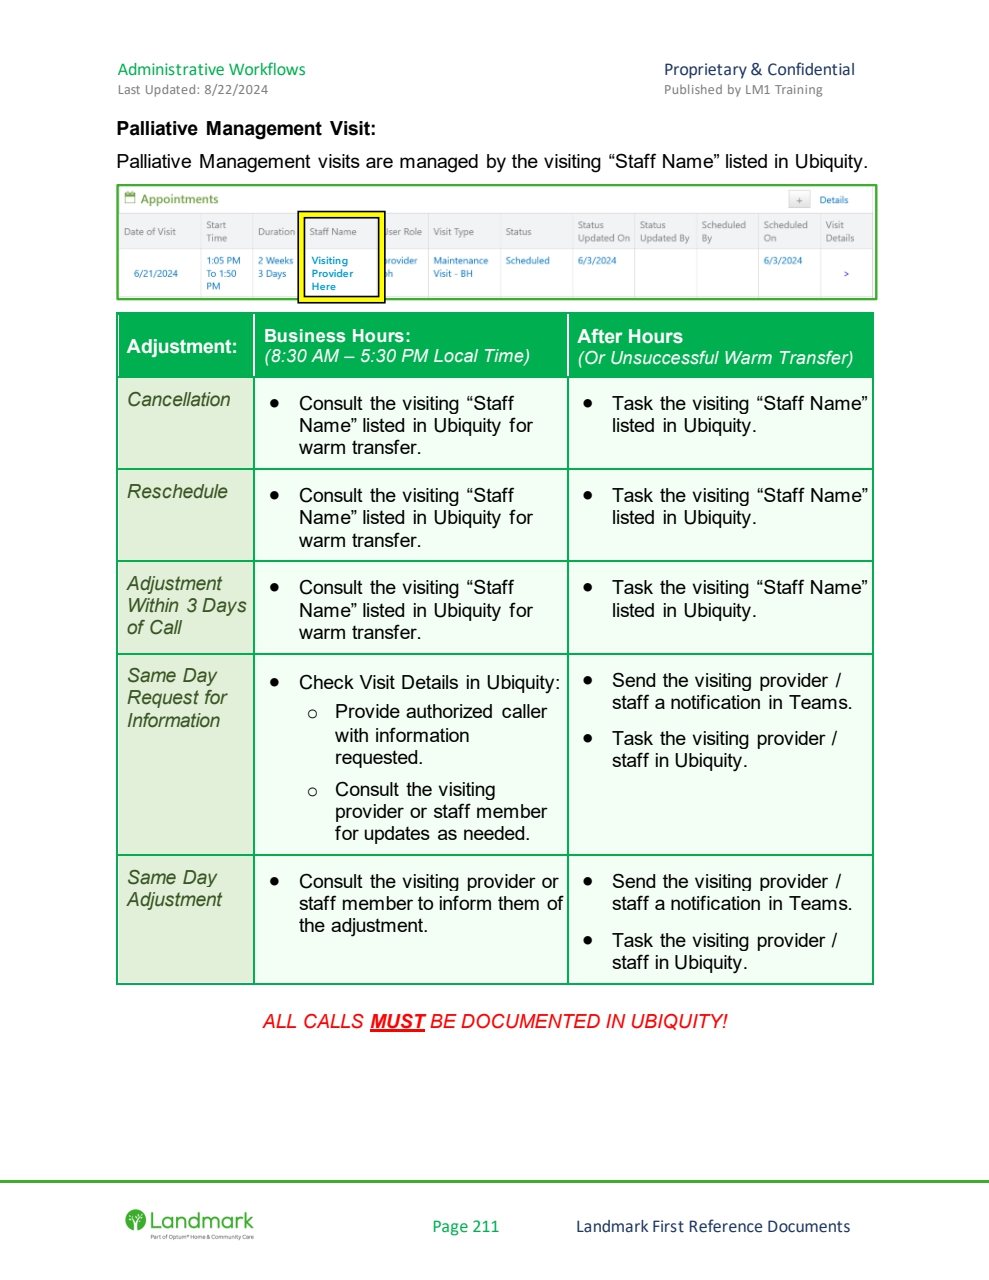 Administrative Workflows
Proprietary & Confidential
Last Updated: 8/22/2024
Published by LM1 Training
Palliative Management Visit:
Palliative Management visits are managed by the visiting “Staff Name” listed in Ubiquity.
Appointments
+ Details
Date of Visit
Start
Time
Duration
Staff Name
User Role
Visit Type
Status
Status
Updated On
Status
Updated By
Scheduled
By
Scheduled
On
Visit
Details
6/21/2024
1:05 PM
To 1:50
PM
2 Weeks
3 Days
Visiting
Provider
Here
Maintenance
Visit - BH
Scheduled
6/3/2024
6/3/2024
>
Adjustment:
Business Hours:
(8:30 AM – 5:30 PM Local Time)
After Hours
(Or Unsuccessful Warm Transfer)
Cancellation
● Consult the visiting “Staff
Name” listed in Ubiquity for
warm transfer.
● Task the visiting “Staff Name”
listed in Ubiquity.
Reschedule
● Consult the visiting “Staff
Name” listed in Ubiquity for
warm transfer.
● Task the visiting “Staff Name”
listed in Ubiquity.
Adjustment
Within 3 Days
of Call
● Consult the visiting “Staff
Name” listed in Ubiquity for
warm transfer.
● Task the visiting “Staff Name”
listed in Ubiquity.
Same Day
Request for
Information
● Check Visit Details in Ubiquity:
o Provide authorized caller
with information
requested.
o Consult the visiting
provider or staff member
for updates as needed.
● Send the visiting provider /
staff a notification in Teams.
● Task the visiting provider /
staff in Ubiquity.
Same Day
Adjustment
● Consult the visiting provider or
staff member to inform them of
the adjustment.
● Send the visiting provider /
staff a notification in Teams.
● Task the visiting provider /
staff in Ubiquity.
ALL CALLS MUST BE DOCUMENTED IN UBIQUITY!
Landmark
Part of Optum® Home & Community Care
Page 211
Landmark First Reference Documents